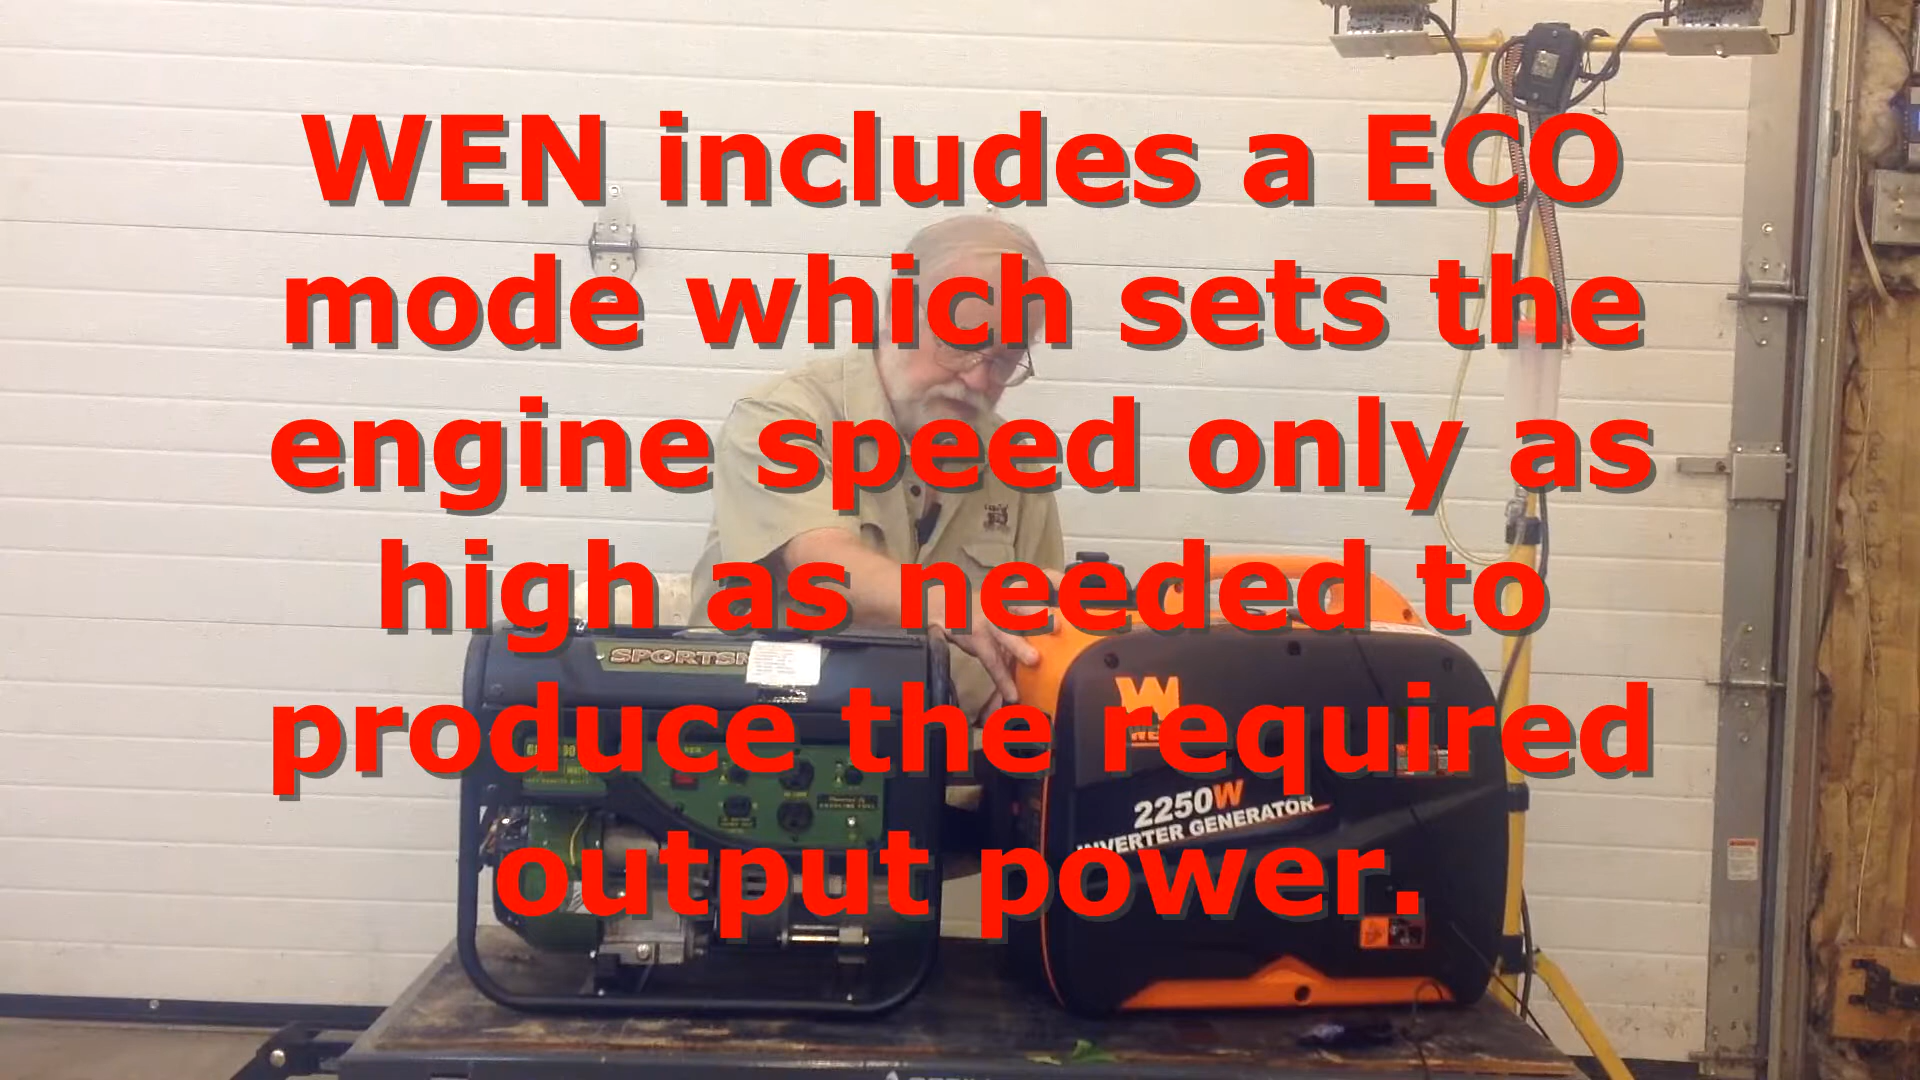 WEN includes a ECO
mode which sets the
engine speed only as
high as needed to
produce the required
output power.
SPORTSM
W
2250W
INVERTER GENERATOR